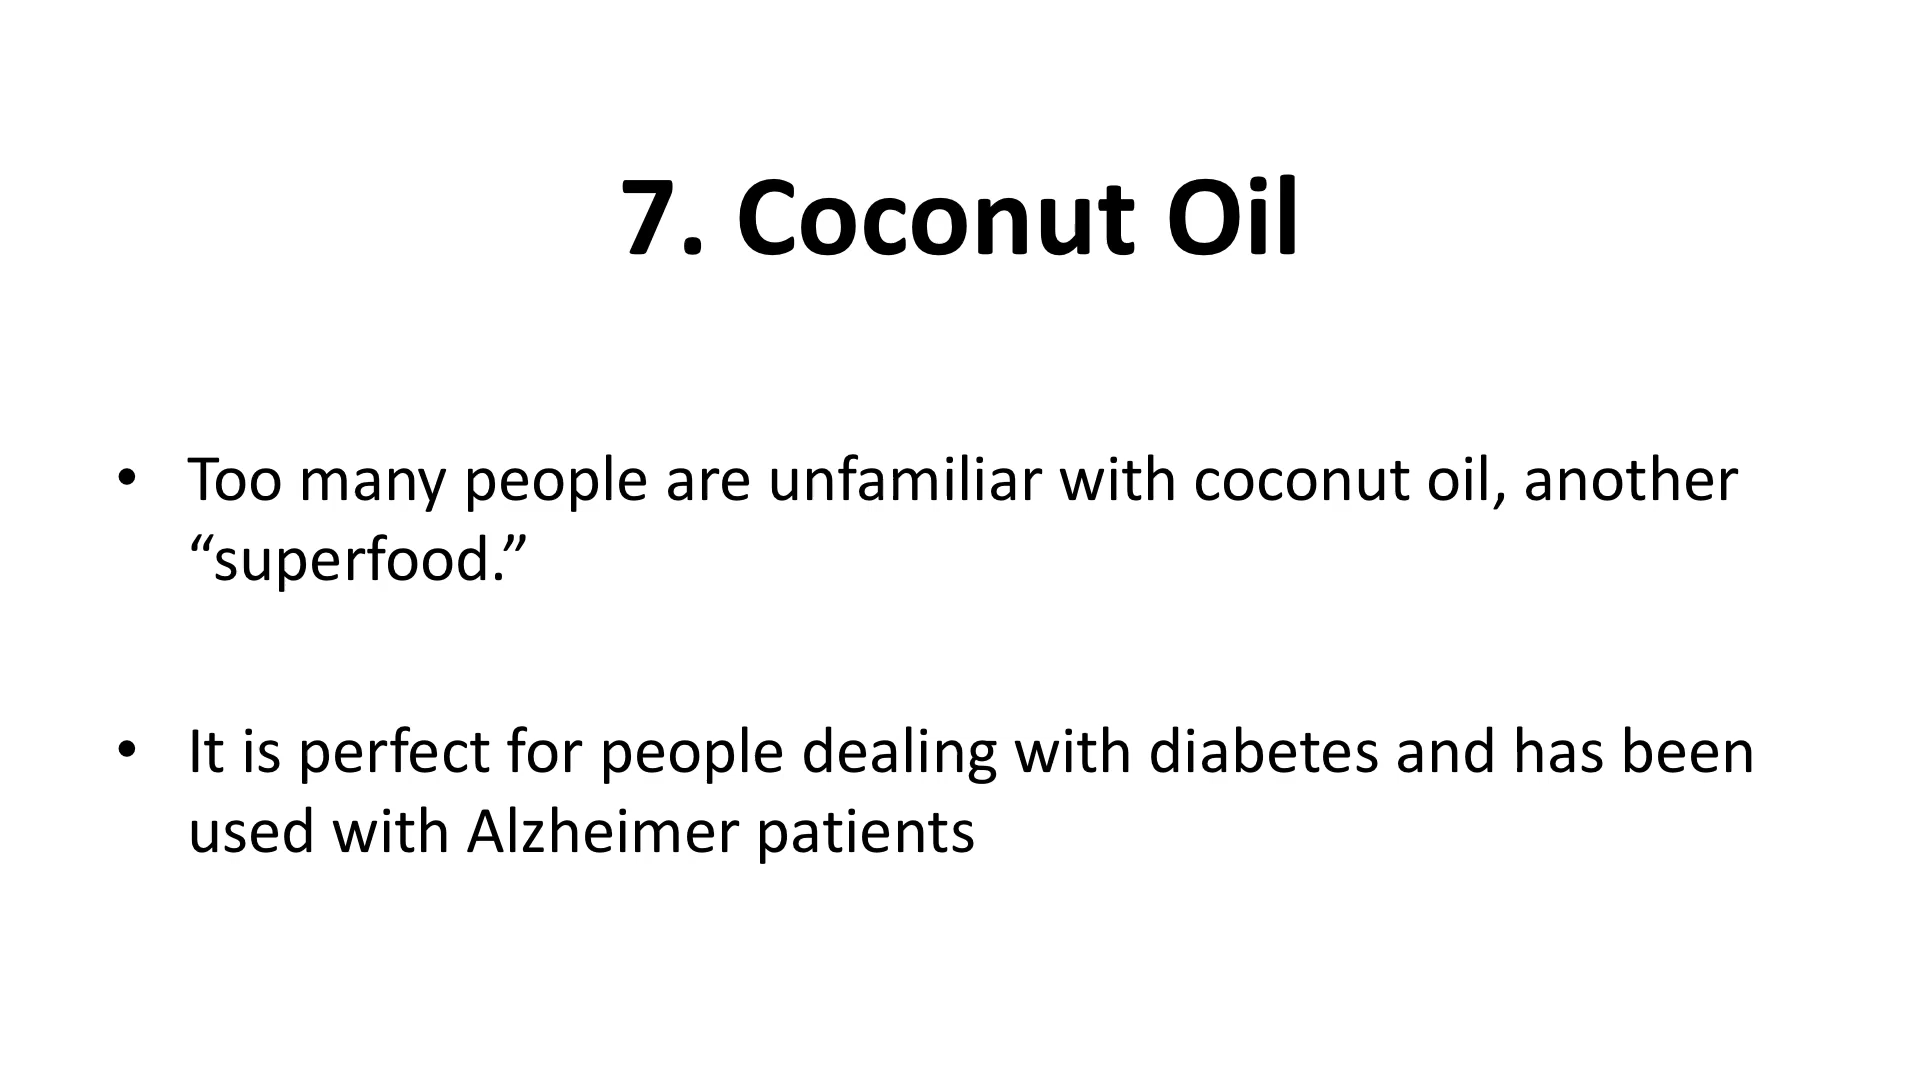 7. Coconut Oil
• Too many people are unfamiliar with coconut oil, another
“superfood.”
• It is perfect for people dealing with diabetes and has been
used with Alzheimer patients